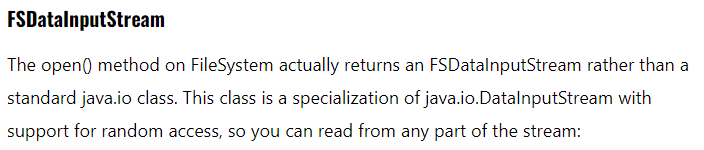 FSDataInputStream
The open() method on FileSystem actually returns an FSDataInputStream rather than a
standard java.io class. This class is a specialization of java.io.DataInputStream with
support for random access, so you can read from any part of the stream: